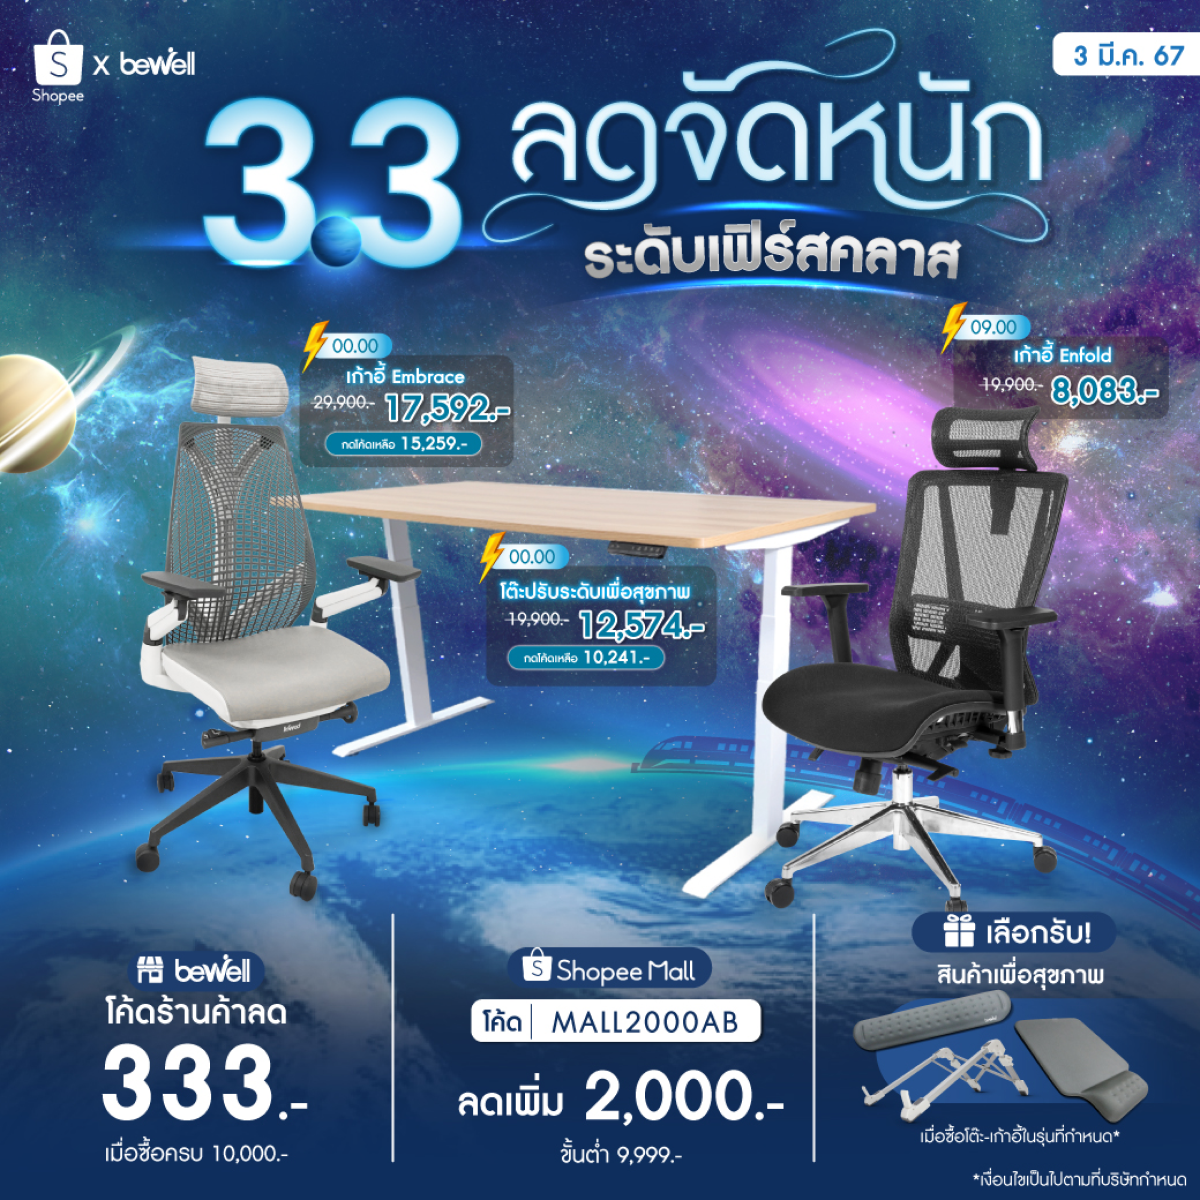 S
Shopee
x bewell
3 มี.ค. 67
3.3 ลดจัดหนัก
ระดับเฟิร์สคลาส
00.00
เก้าอี้ Embrace
29,900.- 17,592.-
กดโค้ดเหลือ 15,259.-
09.00
เก้าอี้ Enfold
19,900.- 8,083.-
00.00
โต๊ะปรับระดับเพื่อสุขภาพ
19,900.- 12,574.-
กดโค้ดเหลือ 10,241.-
bewell
bewell
โค้ดร้านค้าลด
333.-
เมื่อซื้อครบ 10,000.-
S Shopee Mall
โค้ด MALL2000AB
ลดเพิ่ม 2,000.-
ขั้นต่ำ 9,999.-
เลือกรับ!
สินค้าเพื่อสุขภาพ
bewell
เมื่อซื้อโต๊ะ-เก้าอี้ในรุ่นที่กำหนด*
*เงื่อนไขเป็นไปตามที่บริษัทกำหนด